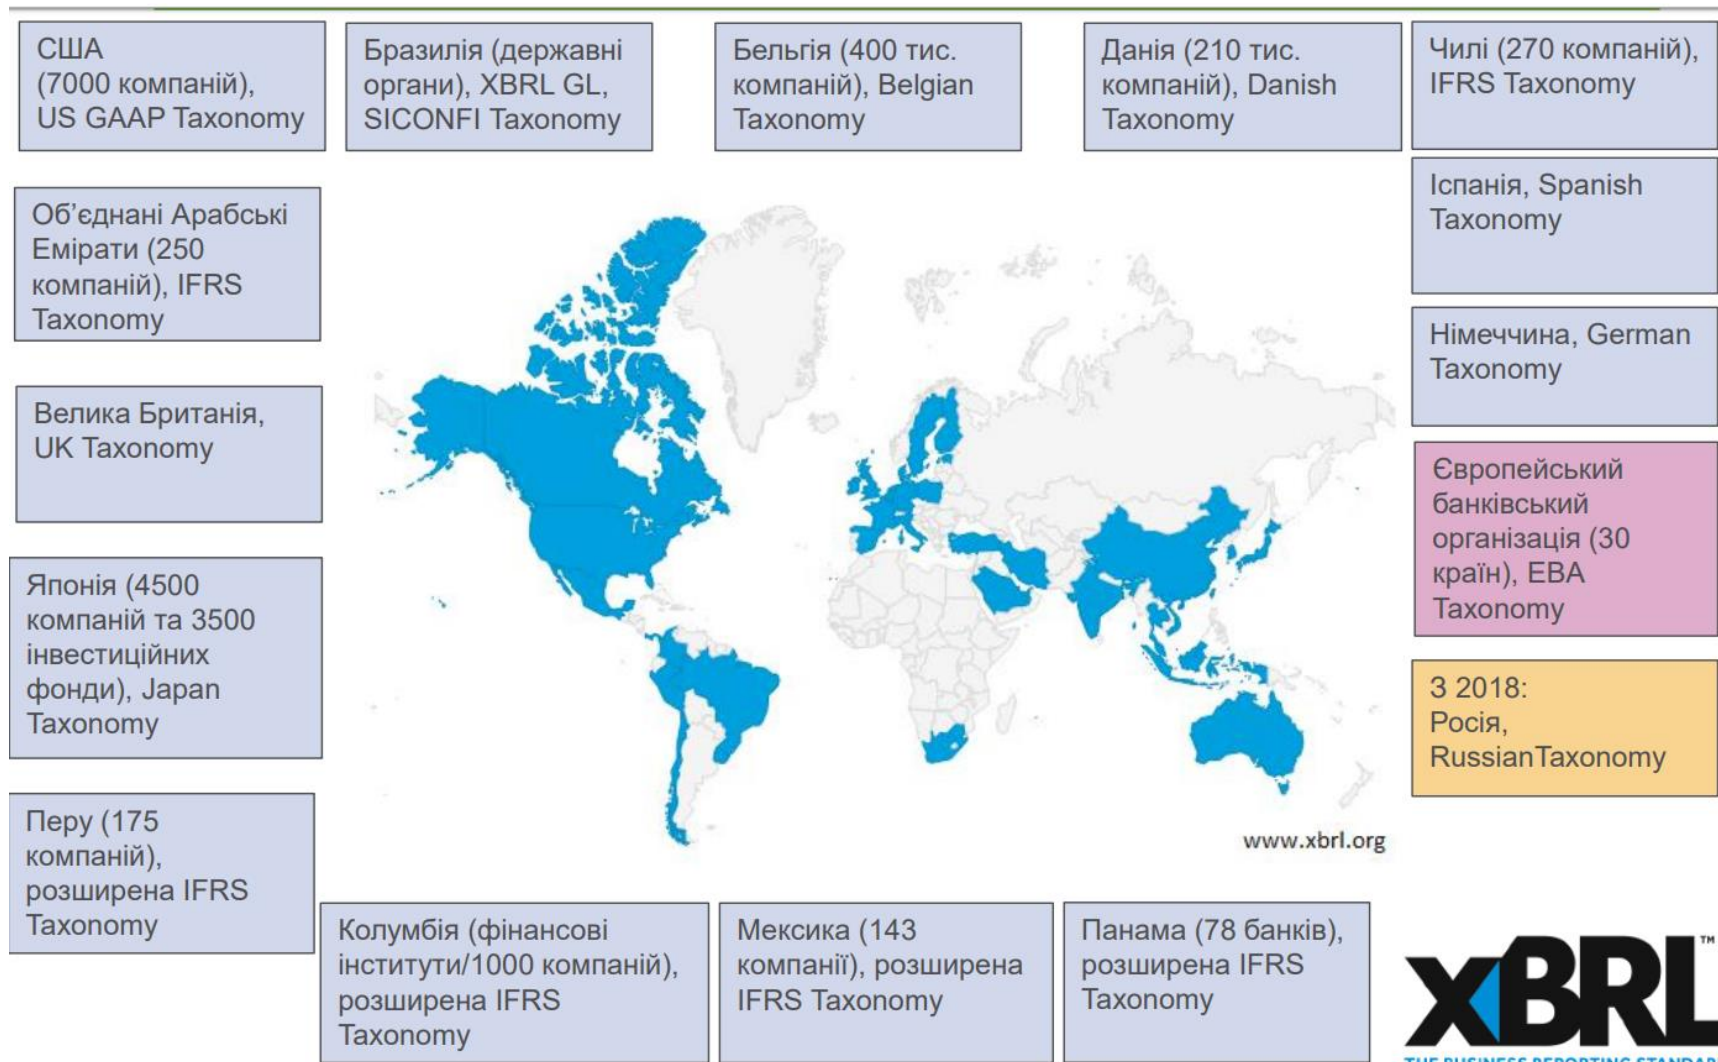 США
(7000 компаній),
US GAAP Taxonomy
Бразилія (державні
органи), XBRL GL,
SICONFI Taxonomy
Бельгія (400 тис.
компаній), Belgian
Taxonomy
Данія (210 тис.
компаній), Danish
Taxonomy
Чилі (270 компаній),
IFRS Taxonomy
Об’єднані Арабські
Емірати (250
компаній), IFRS
Taxonomy
Іспанія, Spanish
Taxonomy
Німеччина, German
Taxonomy
Велика Британія,
UK Taxonomy
Європейський
банківський
організація (30
країн), EBA
Taxonomy
Японія (4500
компаній та 3500
інвестиційних
фонди), Japan
Taxonomy
З 2018:
Росія,
RussianTaxonomy
Перу (175
компаній),
розширена IFRS
Taxonomy
www.xbrl.org
Колумбія (фінансові
інститути/1000 компаній),
розширена IFRS
Taxonomy
Мексика (143
компанії), розширена
IFRS Taxonomy
Панама (78 банків),
розширена IFRS
Taxonomy
XBRL™
THE BUSINESS REPORTING STANDAR